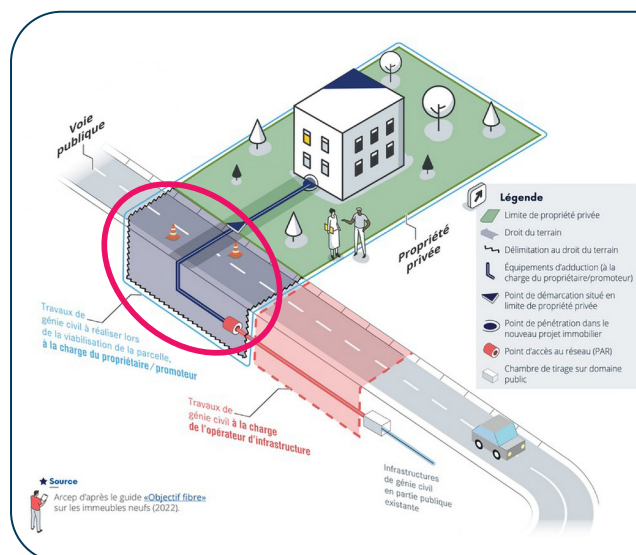 Voie
publique
Propriété
privée
Travaux de
génie civil à réaliser lors
de la viabilisation de la parcelle,
à la charge du propriétaire / promoteur
Travaux de
génie civil à la charge
de l'opérateur d'infrastructure
Infrastructures
de génie civil
en partie publique
existante
Légende
Limite de propriété privée
Droit du terrain
Délimitation au droit du terrain
Équipements d'adduction (à la
charge du propriétaire/promoteur)
Point de démarcation situé en
limite de propriété privée
Point de pénétration dans le
nouveau projet immobilier
Point d'accès au réseau (PAR)
Chambre de tirage sur domaine
public
Source
Arcep d'après le guide «Objectif fibre»
sur les immeubles neufs (2022).